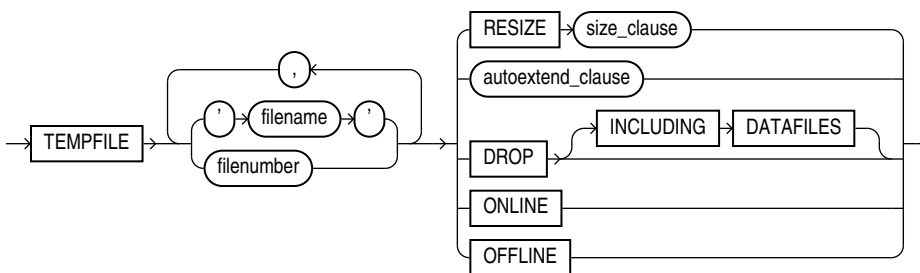 RESIZE size_clause
,
autoextend_clause
' filename '
INCLUDING DATAFILES
TEMPFILE
filenumber
DROP
ONLINE
OFFLINE